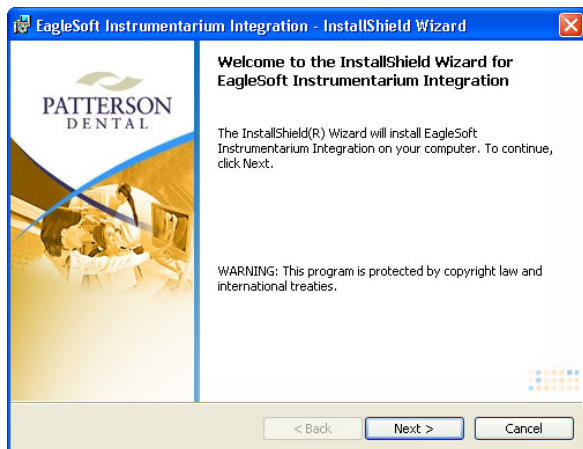 EagleSoft Instrumentarium Integration - InstallShield Wizard
PATTERSON
DENTAL
Welcome to the InstallShield Wizard for
EagleSoft Instrumentarium Integration
The InstallShield(R) Wizard will install EagleSoft
Instrumentarium Integration on your computer. To continue,
click Next.
WARNING: This program is protected by copyright law and
international treaties.
< Back
Next >
Cancel